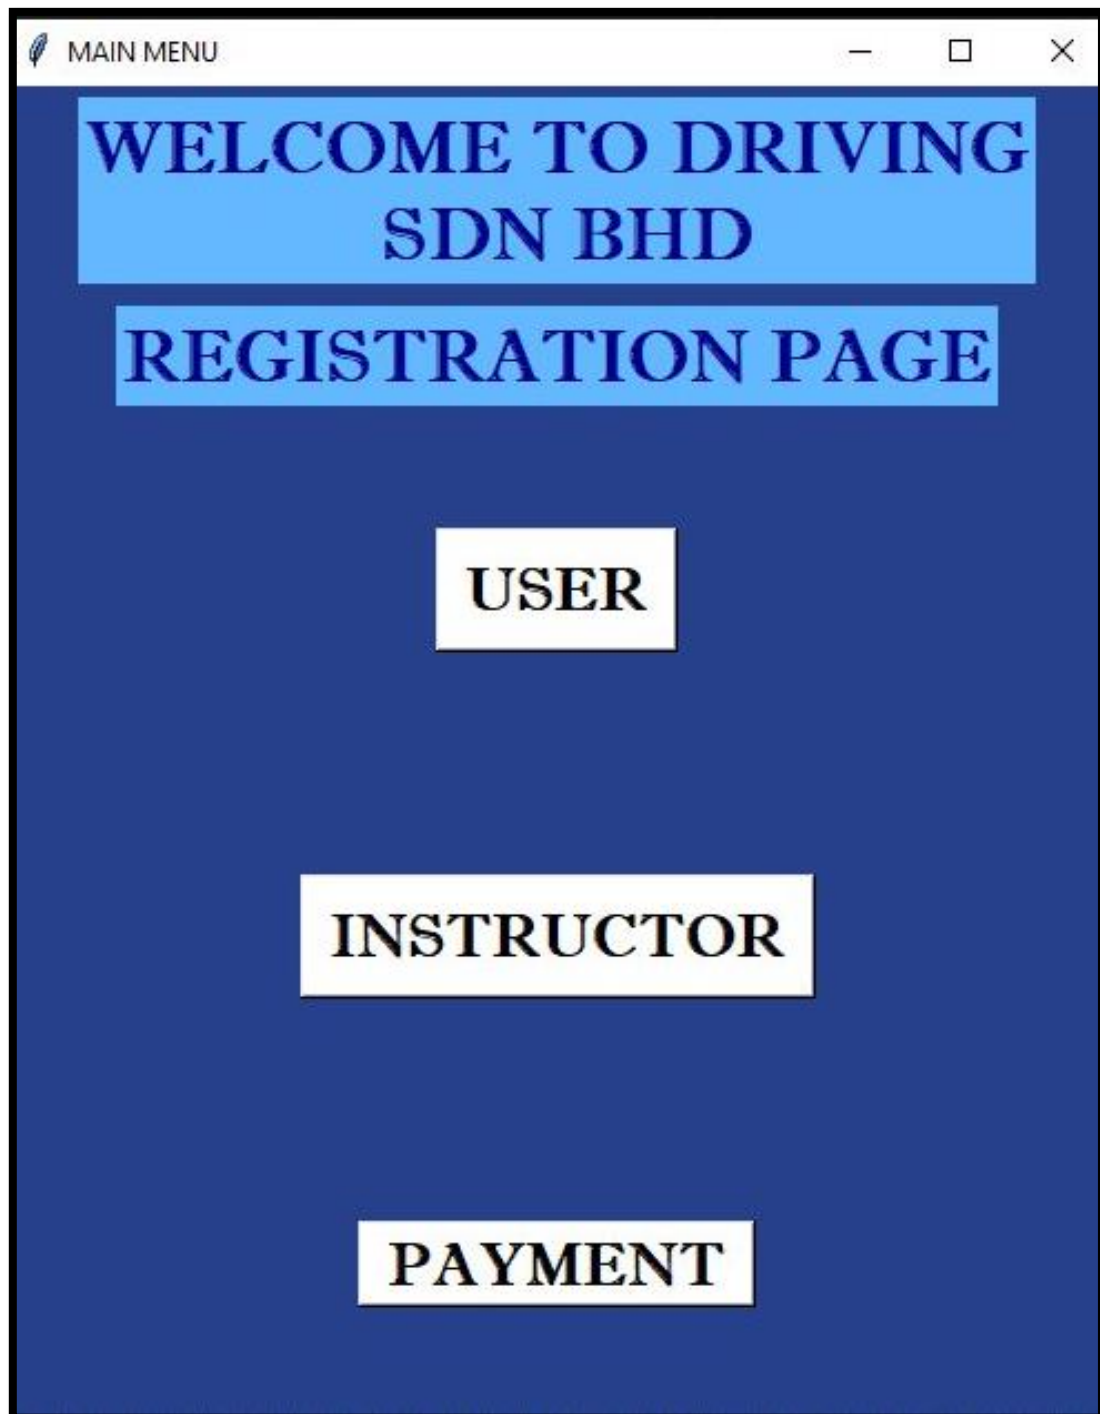 MAIN MENU
WELCOME TO DRIVING
SDN BHD
REGISTRATION PAGE
USER
INSTRUCTOR
PAYMENT